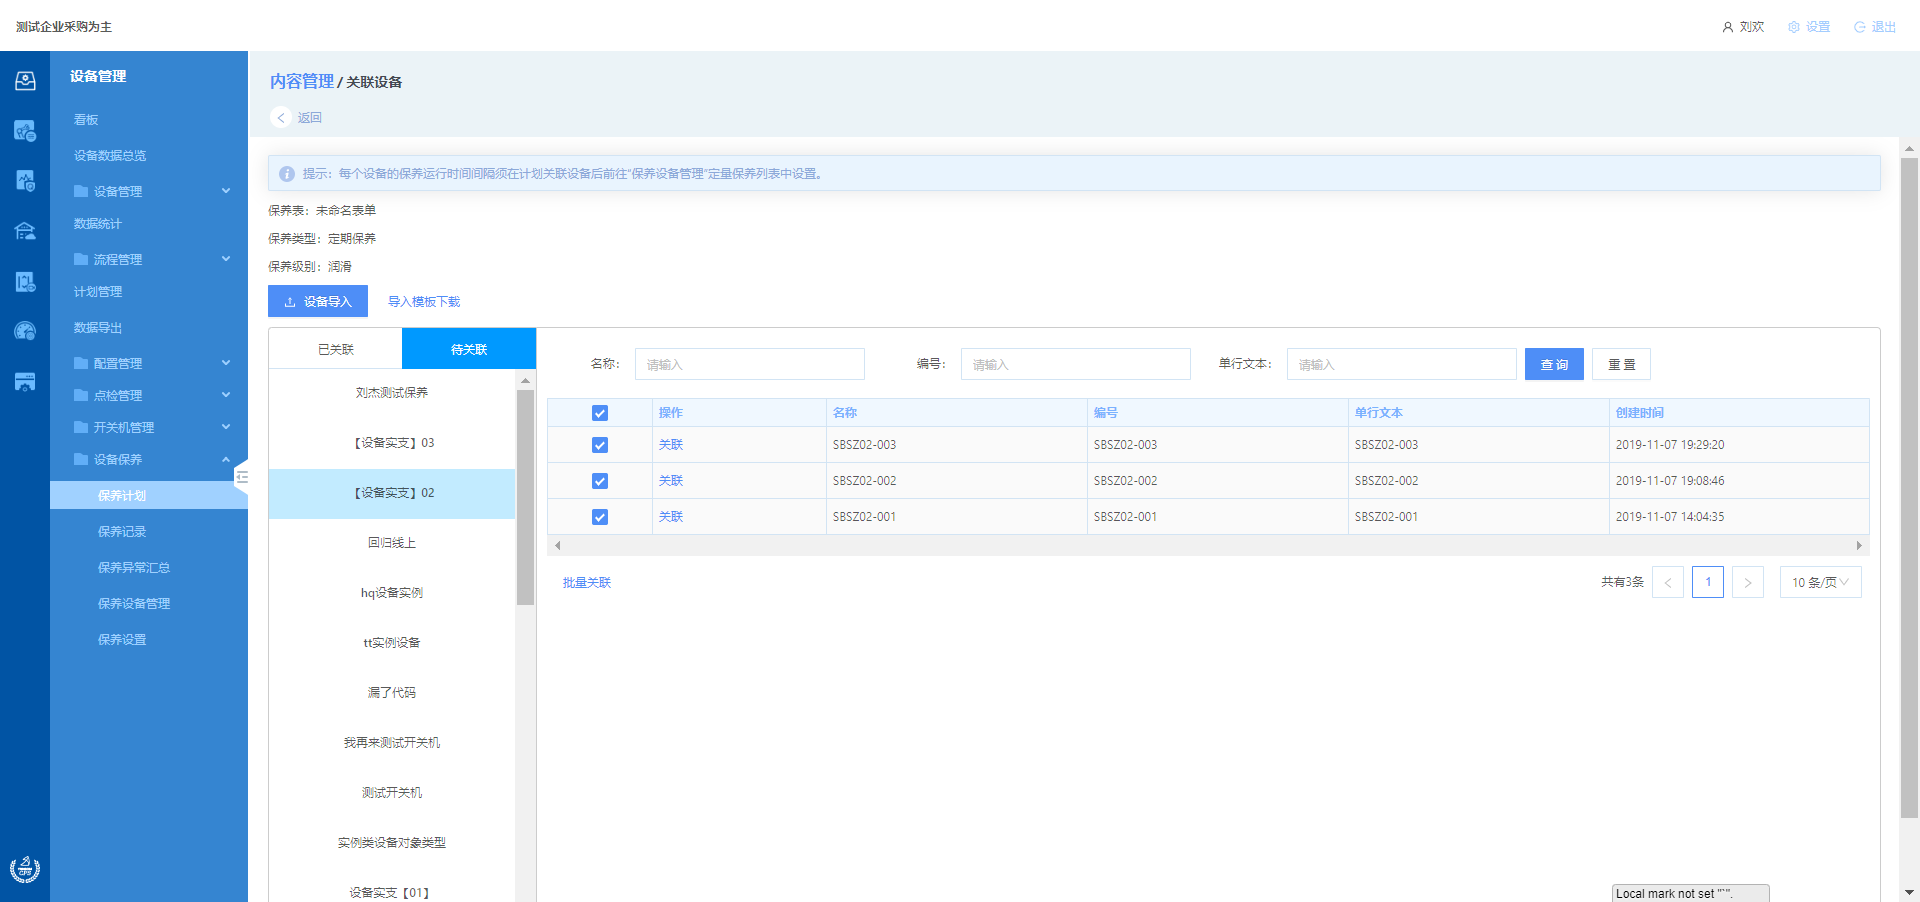 测试企业采购为主
刘欢 设置 退出
设备管理
看板
设备数据总览
设备管理
数据统计
流程管理
计划管理
数据导出
配置管理
点检管理
开关机管理
设备保养
保养计划
保养记录
保养异常汇总
保养设备管理
保养设置
内容管理 / 关联设备
返回
提示：每个设备的保养运行时间间隔须在计划关联设备后前往"保养设备管理"定量保养列表中设置。
保养表：未命名表单
保养类型：定期保养
保养级别：润滑
设备导入 导入模板下载
已关联 待关联
刘杰测试保养
【设备实支】03
【设备实支】02
回归线上
hq设备实例
tt实例设备
漏了代码
我再来测试开关机
测试开关机
实例类设备对象类型
设备实支【01】
名称： 请输入 编号： 请输入 单行文本： 请输入 查 询 重 置
操作 名称 编号 单行文本 创建时间
关联 SBSZ02-003 SBSZ02-003 SBSZ02-003 2019-11-07 19:29:20
关联 SBSZ02-002 SBSZ02-002 SBSZ02-002 2019-11-07 19:08:46
关联 SBSZ02-001 SBSZ02-001 SBSZ02-001 2019-11-07 14:04:35
批量关联 共有3条 1 10 条/页
Local mark not set "`".